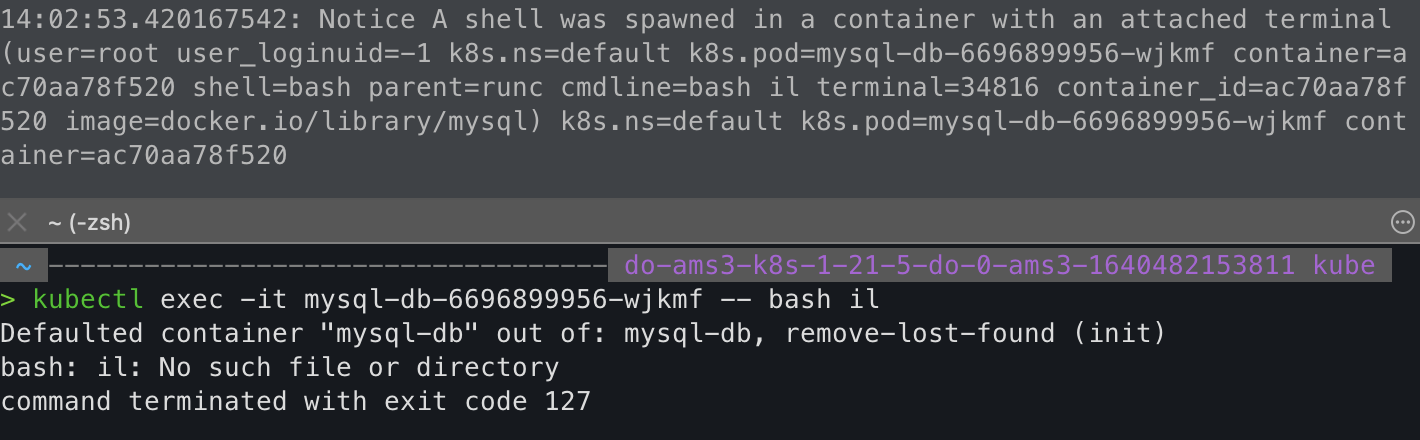 14:02:53.420167542: Notice A shell was spawned in a container with an attached terminal
(user=root user_loginuid=-1 k8s.ns=default k8s.pod=mysql-db-6696899956-wjkmf container=a
c70aa78f520 shell=bash parent=runc cmdline=bash il terminal=34816 container_id=ac70aa78f
520 image=docker.io/library/mysql) k8s.ns=default k8s.pod=mysql-db-6696899956-wjkmf cont
ainer=ac70aa78f520
~ (-zsh)
~ ----------------------------------- do-ams3-k8s-1-21-5-do-0-ams3-1640482153811 kube
> kubectl exec -it mysql-db-6696899956-wjkmf -- bash il
Defaulted container "mysql-db" out of: mysql-db, remove-lost-found (init)
bash: il: No such file or directory
command terminated with exit code 127